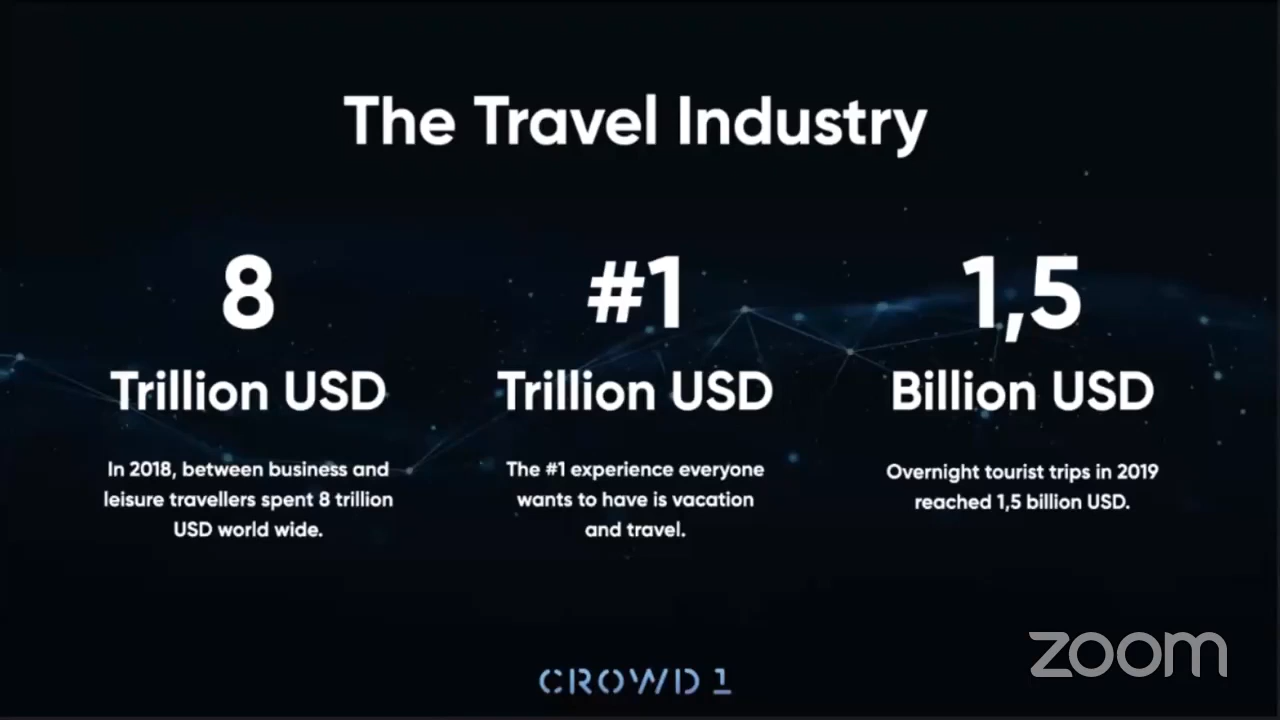 The Travel Industry
8
Trillion USD
In 2018, between business and
leisure travellers spent 8 trillion
USD world wide.
#1
Trillion USD
The #1 experience everyone
wants to have is vacation
and travel.
1,5
Billion USD
Overnight tourist trips in 2019
reached 1,5 billion USD.
CROWD 1
zoom